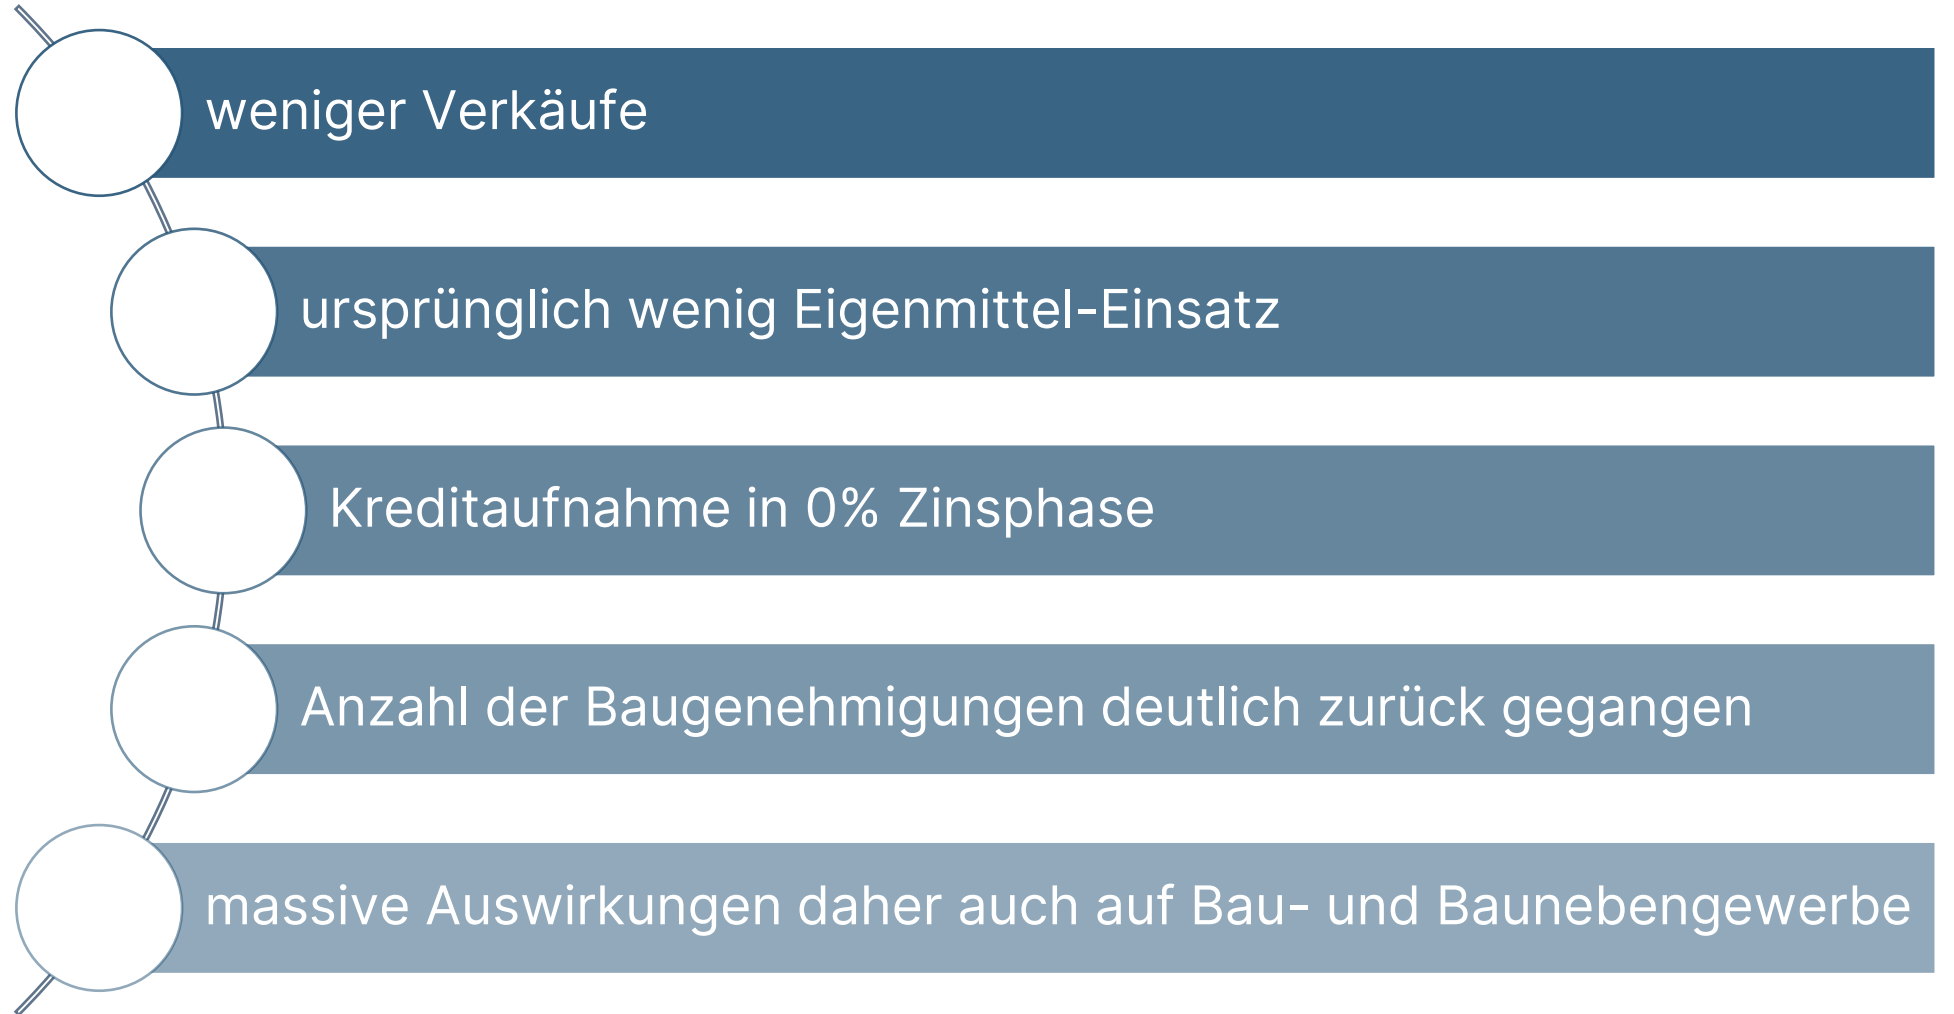 weniger Verkäufe
ursprünglich wenig Eigenmittel-Einsatz
Kreditaufnahme in 0% Zinsphase
Anzahl der Baugenehmigungen deutlich zurück gegangen
massive Auswirkungen daher auch auf Bau- und Baunebengewerbe